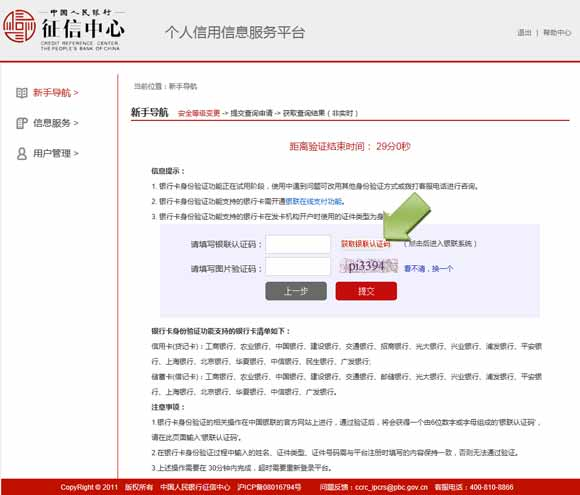 中国人民银行
征信中心
CREDIT REFERENCE CENTER,
THE PEOPLE'S BANK OF CHINA
个人信用信息服务平台
退出 | 帮助中心
新手导航 >
信息服务 >
用户管理 >
当前位置：新手导航
新手导航 安全等级变更 -> 提交查询申请 -> 获取查询结果（非实时）
距离验证结束时间： 29分0秒
信息提示：
1. 银行卡身份验证功能正在试用阶段，使用中遇到问题可改用其他身份验证方式或拨打客服电话进行咨询。
2. 银行卡身份验证功能支持的银行卡需开通银联在线支付功能。
3. 银行卡身份验证功能支持的银行卡在发卡机构开户时使用的证件类型为身
请填写银联认证码： 获取银联认证码 （点击后进入银联系统）
请填写图片验证码： pi3394 看不清，换一个
上一步 提交
银行卡身份验证功能支持的银行卡清单如下：
信用卡(贷记卡)：工商银行、农业银行、中国银行、建设银行、交通银行、招商银行、光大银行、兴业银行、浦发银行、平安银
行、上海银行、北京银行、华夏银行、中信银行、民生银行、广发银行;
储蓄卡(借记卡)：工商银行、农业银行、中国银行、建设银行、交通银行、邮储银行、光大银行、兴业银行、浦发银行、平安银
行、上海银行、北京银行、华夏银行、中信银行、广发银行。
注意事项：
1.银行卡身份验证的相关操作在中国银联的官方网站上进行，通过验证后，将会获得一个由6位数字或字母组成的'银联认证码'，
请在此页面输入'银联认证码'。
2.在银行卡身份验证过程中输入的姓名、证件类型、证件号码需与平台注册时填写的内容保持一致，否则无法通过验证。
3.上述操作需要在 30分钟内完成，超时需要重新登录平台。
CopyRight © 2011 版权所有 中国人民银行征信中心 沪ICP备08016794号 问题反馈：ccrc_ipcrs@pbc.gov.cn 客服电话：400-810-8866